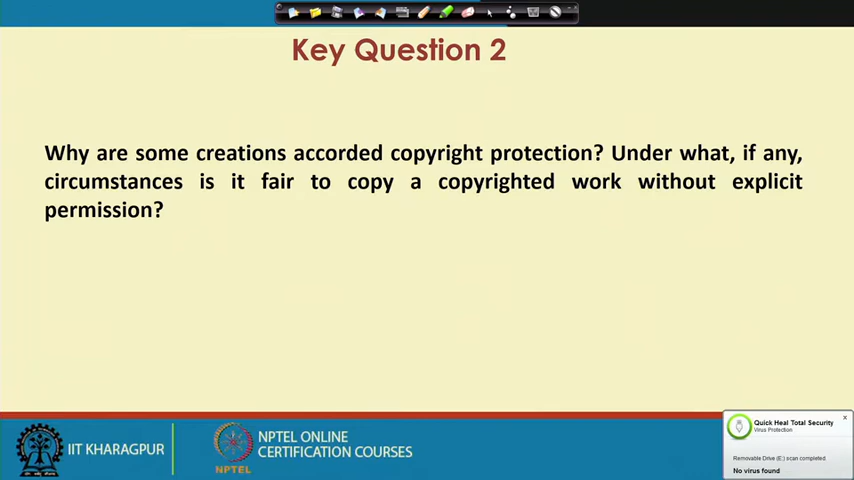 Key Question 2
Why are some creations accorded copyright protection? Under what, if any,
circumstances is it fair to copy a copyrighted work without explicit
permission?
IIT KHARAGPUR
NPTEL
NPTEL ONLINE
CERTIFICATION COURSES
Quick Heal Total Security
Virus Protection
Removable Drive (E:) scan completed.
No virus found